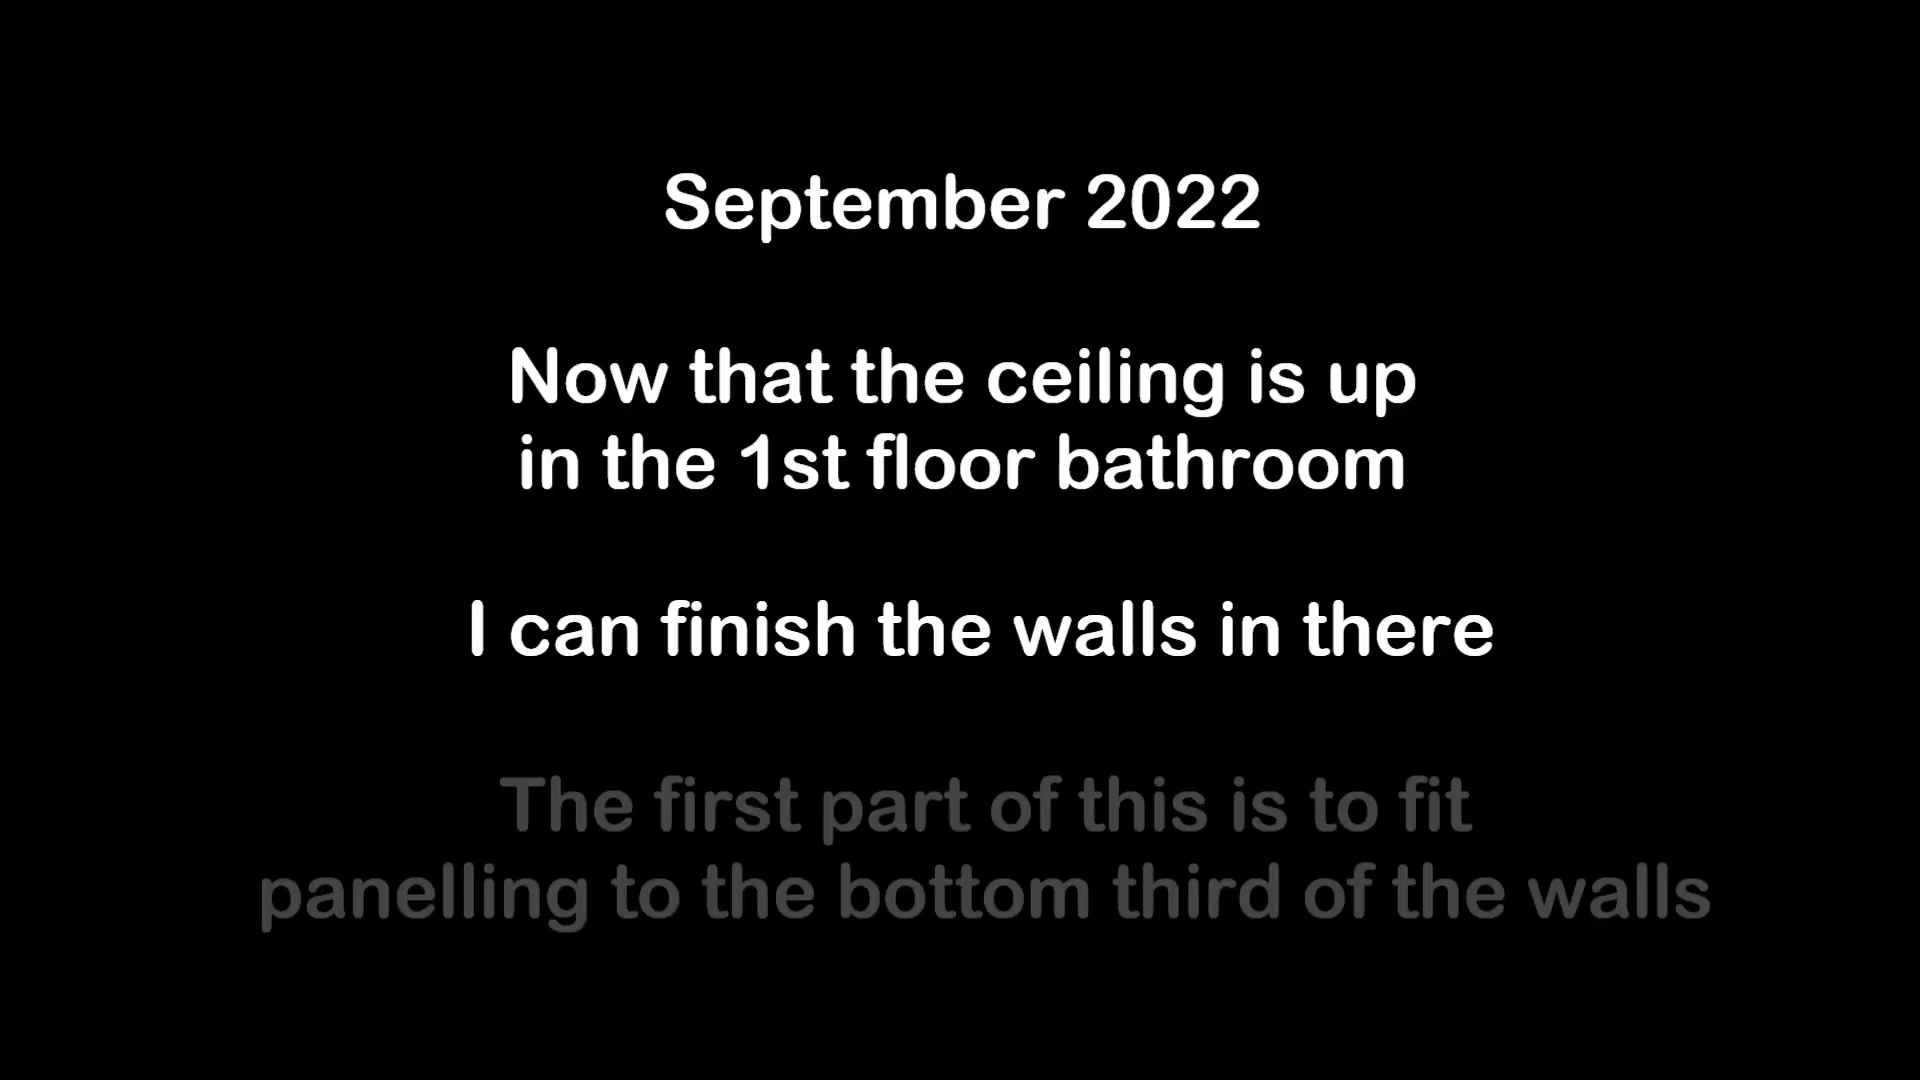 September 2022
Now that the ceiling is up
in the 1st floor bathroom
I can finish the walls in there
The first part of this is to fit
panelling to the bottom third of the walls